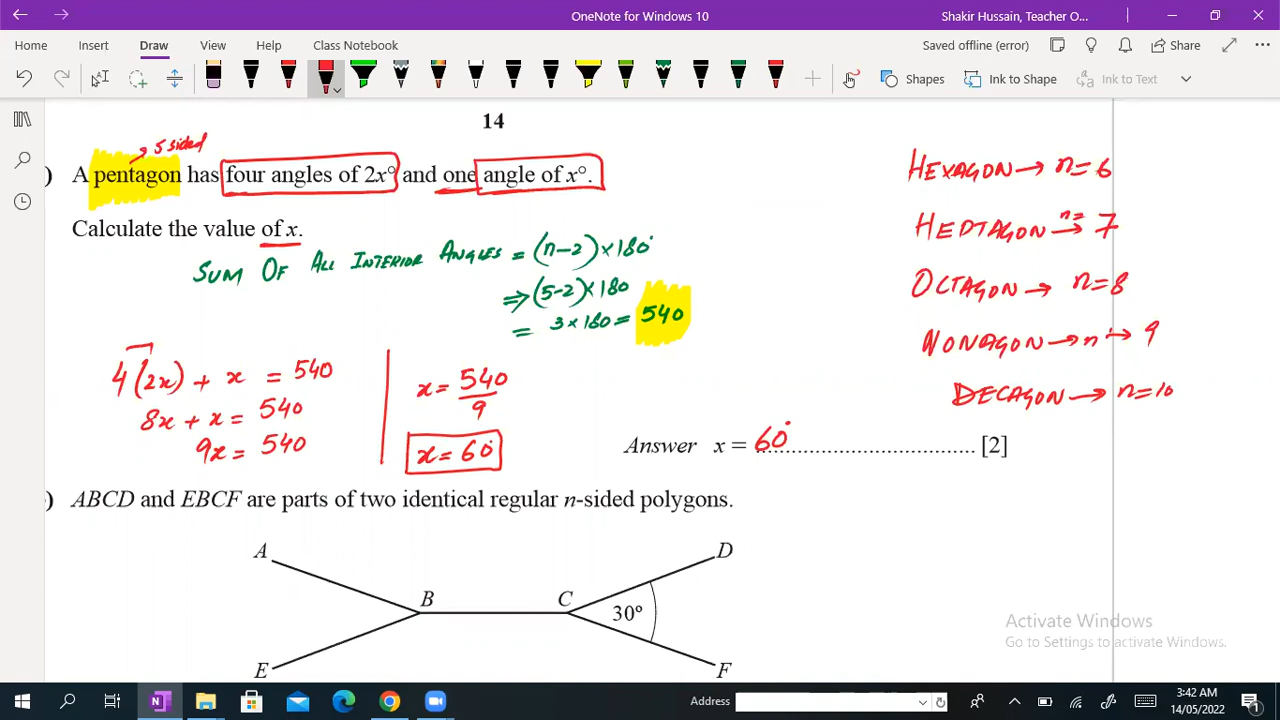 OneNote for Windows 10
Shakir Hussain, Teacher O...
Home Insert Draw View Help Class Notebook
Saved offline (error)
Share
Shapes
Ink to Shape
Ink to Text
14
5 sided
) A pentagon has four angles of 2x° and one angle of x°.
Calculate the value of x.
SUM OF ALL INTERIOR ANGLES = (n-2) × 180°
⇒ (5-2) × 180
= 3 × 180 = 540
4(2x) + x = 540
8x + x = 540
9x = 540
x = 540/9
x = 60°
HEXAGON → n=6
HEDTAGON n=→ 7
OCTAGON → n=8
NONAGON → n → 9
DECAGON → n=10
Answer x = 60° .......................................... [2]
) ABCD and EBCF are parts of two identical regular n-sided polygons.
A
D
B
C
30°
E
F
Activate Windows
Go to Settings to activate Windows.
Address
3:42 AM
14/05/2022